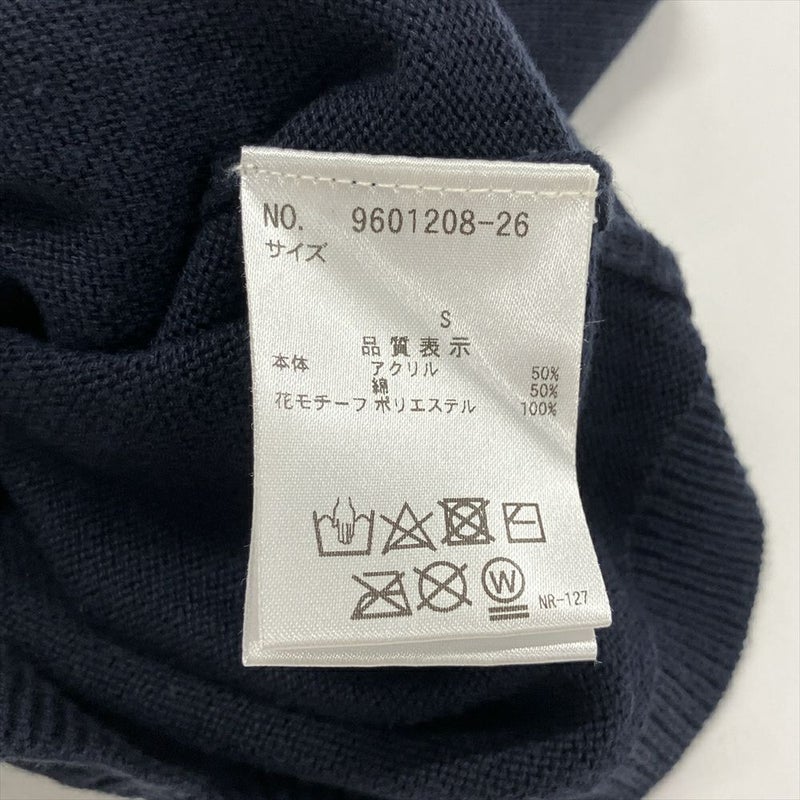 NO. 9601208-26
サイズ
S
品質表示
本体 アクリル 50%
綿 50%
花モチーフ ポリエステル 100%
W
NR-127